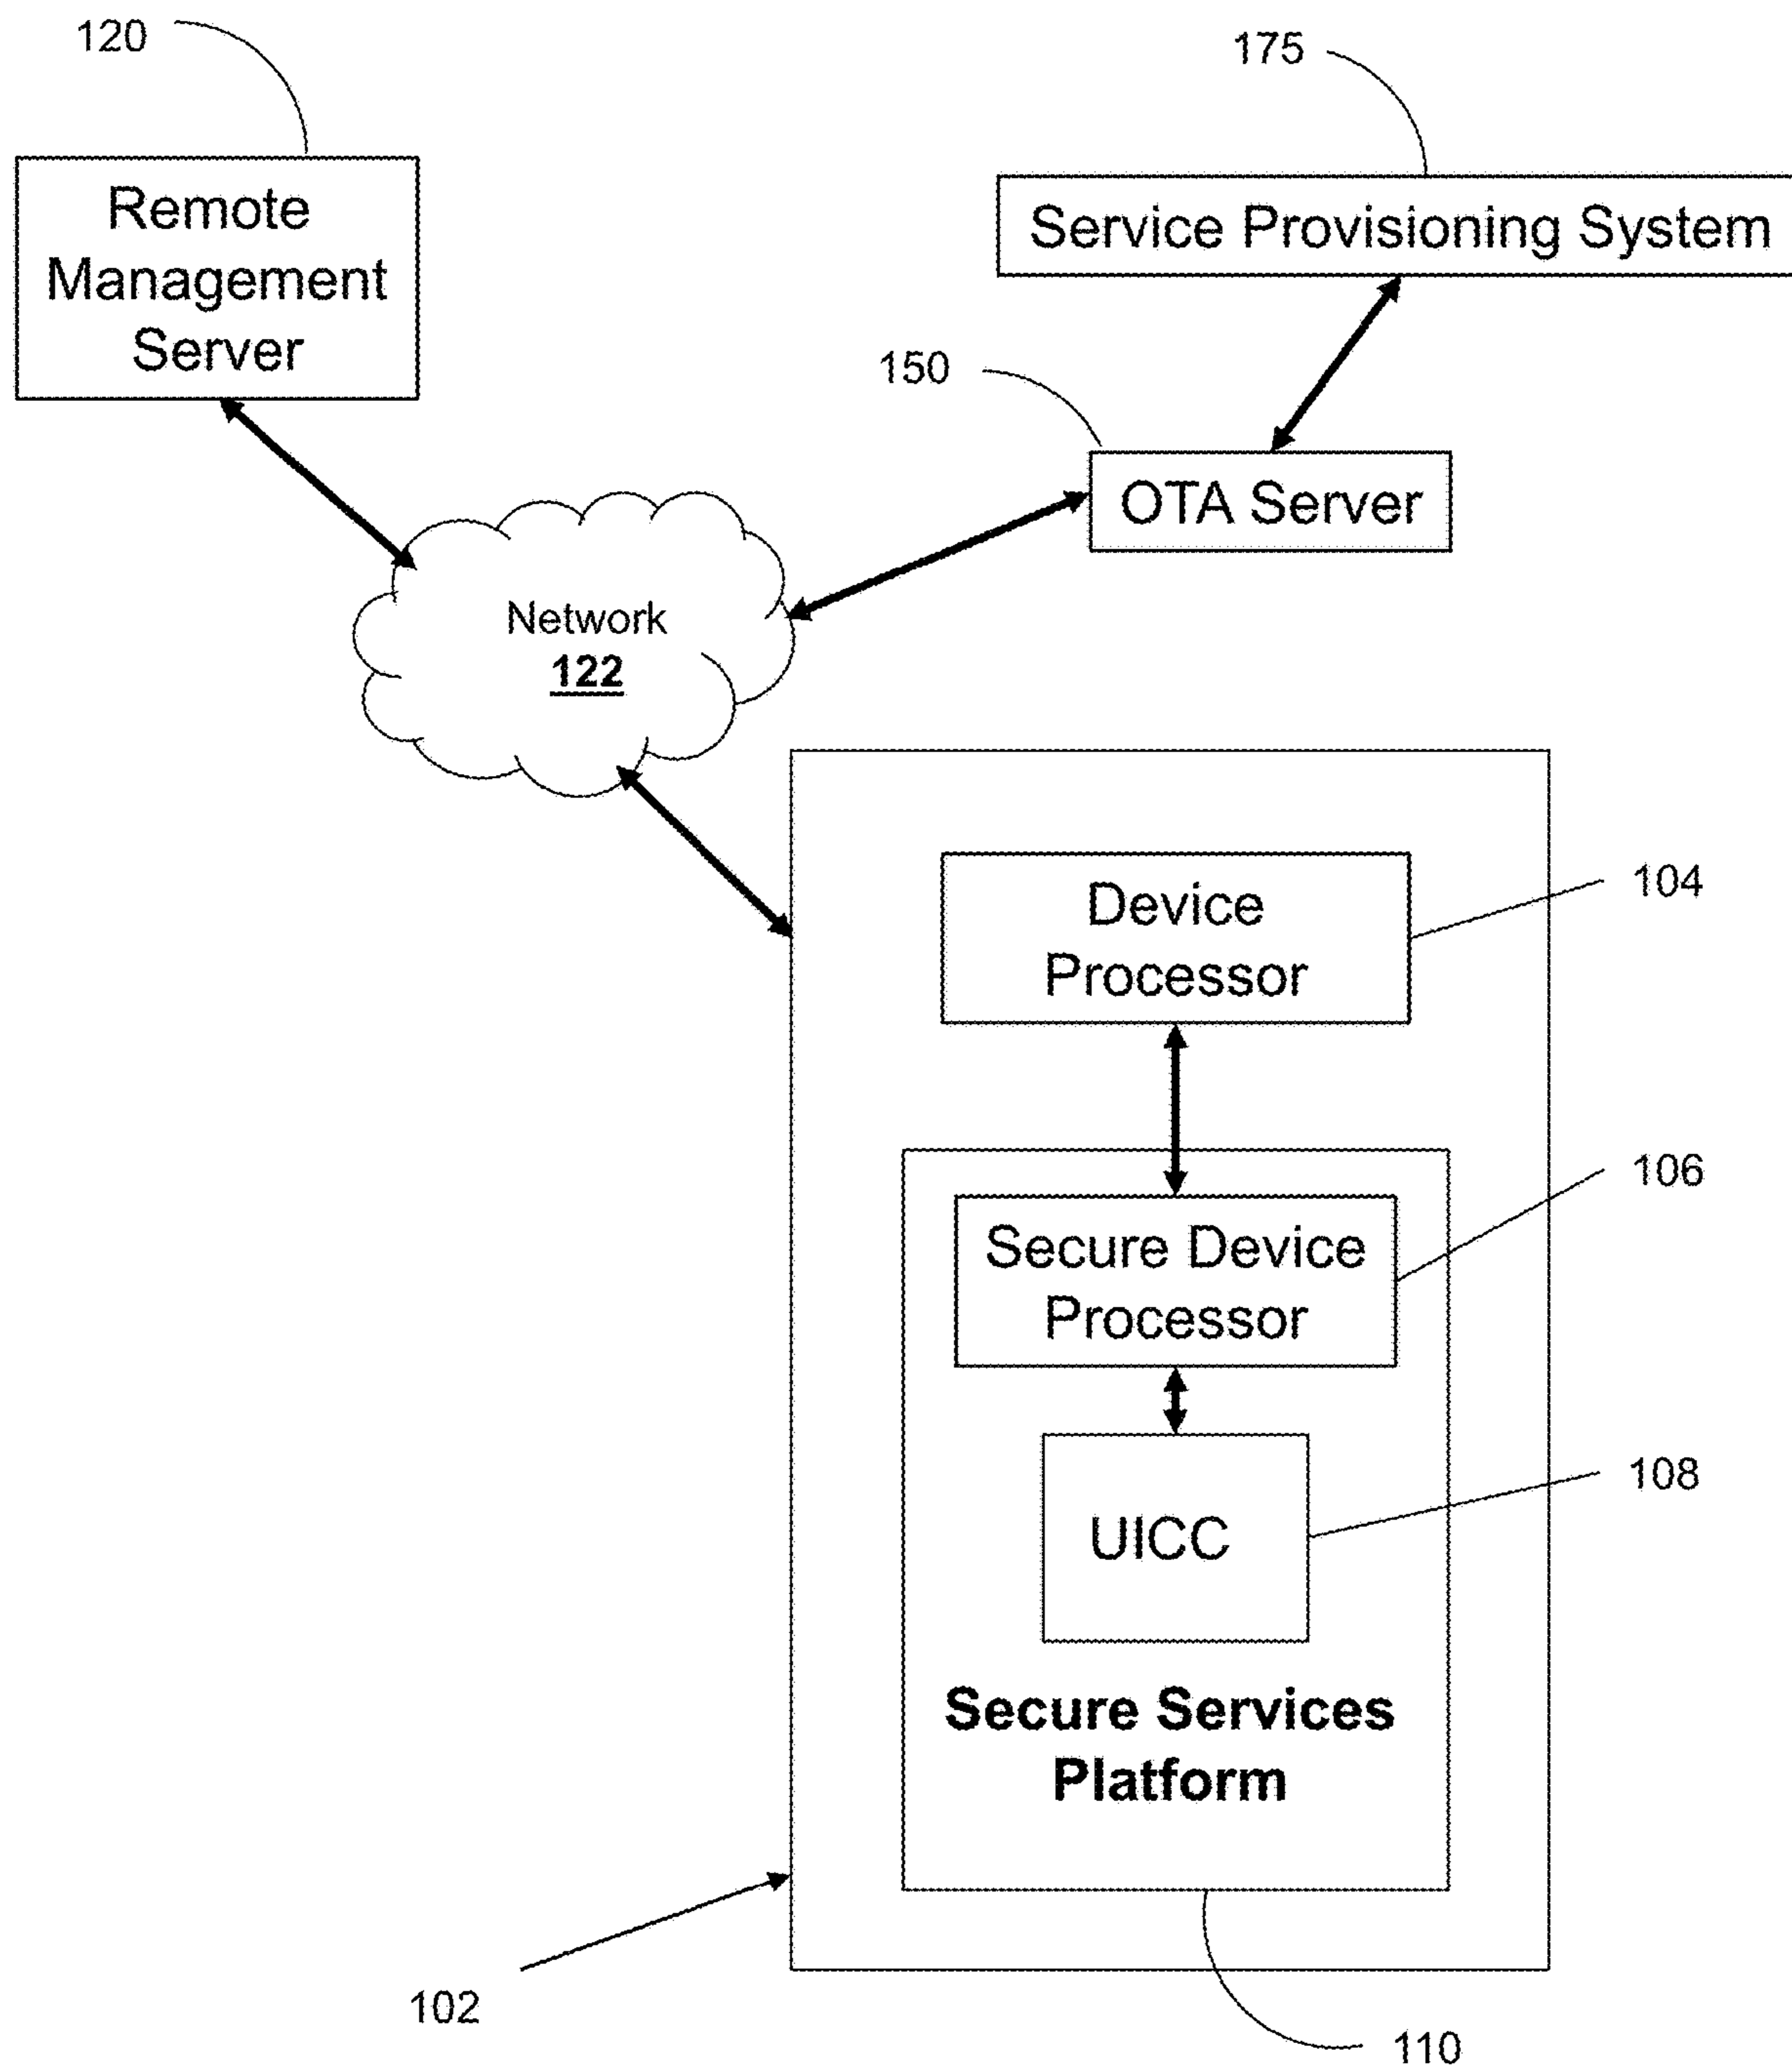 120
175
Remote
Management
Server
Service Provisioning System
150
OTA Server
Network
122
Device
Processor
104
Secure Device
Processor
106
UICC
108
Secure Services
Platform
102
110